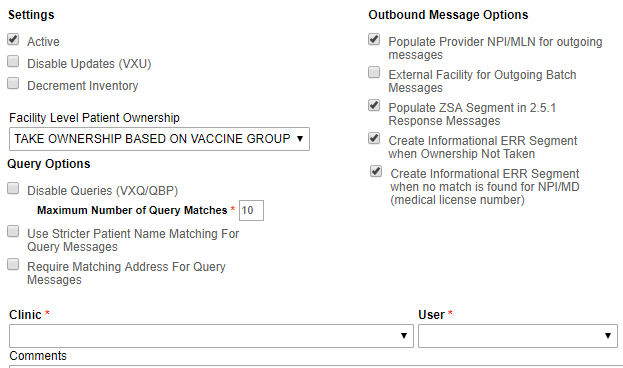 Settings
Active
Disable Updates (VXU)
Decrement Inventory
Facility Level Patient Ownership
TAKE OWNERSHIP BASED ON VACCINE GROUP
Query Options
Disable Queries (VXQ/QBP)
Maximum Number of Query Matches * 10
Use Stricter Patient Name Matching For
Query Messages
Require Matching Address For Query
Messages
Outbound Message Options
Populate Provider NPI/MLN for outgoing
messages
External Facility for Outgoing Batch
Messages
Populate ZSA Segment in 2.5.1
Response Messages
Create Informational ERR Segment
when Ownership Not Taken
Create Informational ERR Segment
when no match is found for NPI/MD
(medical license number)
Clinic *
User *
Comments